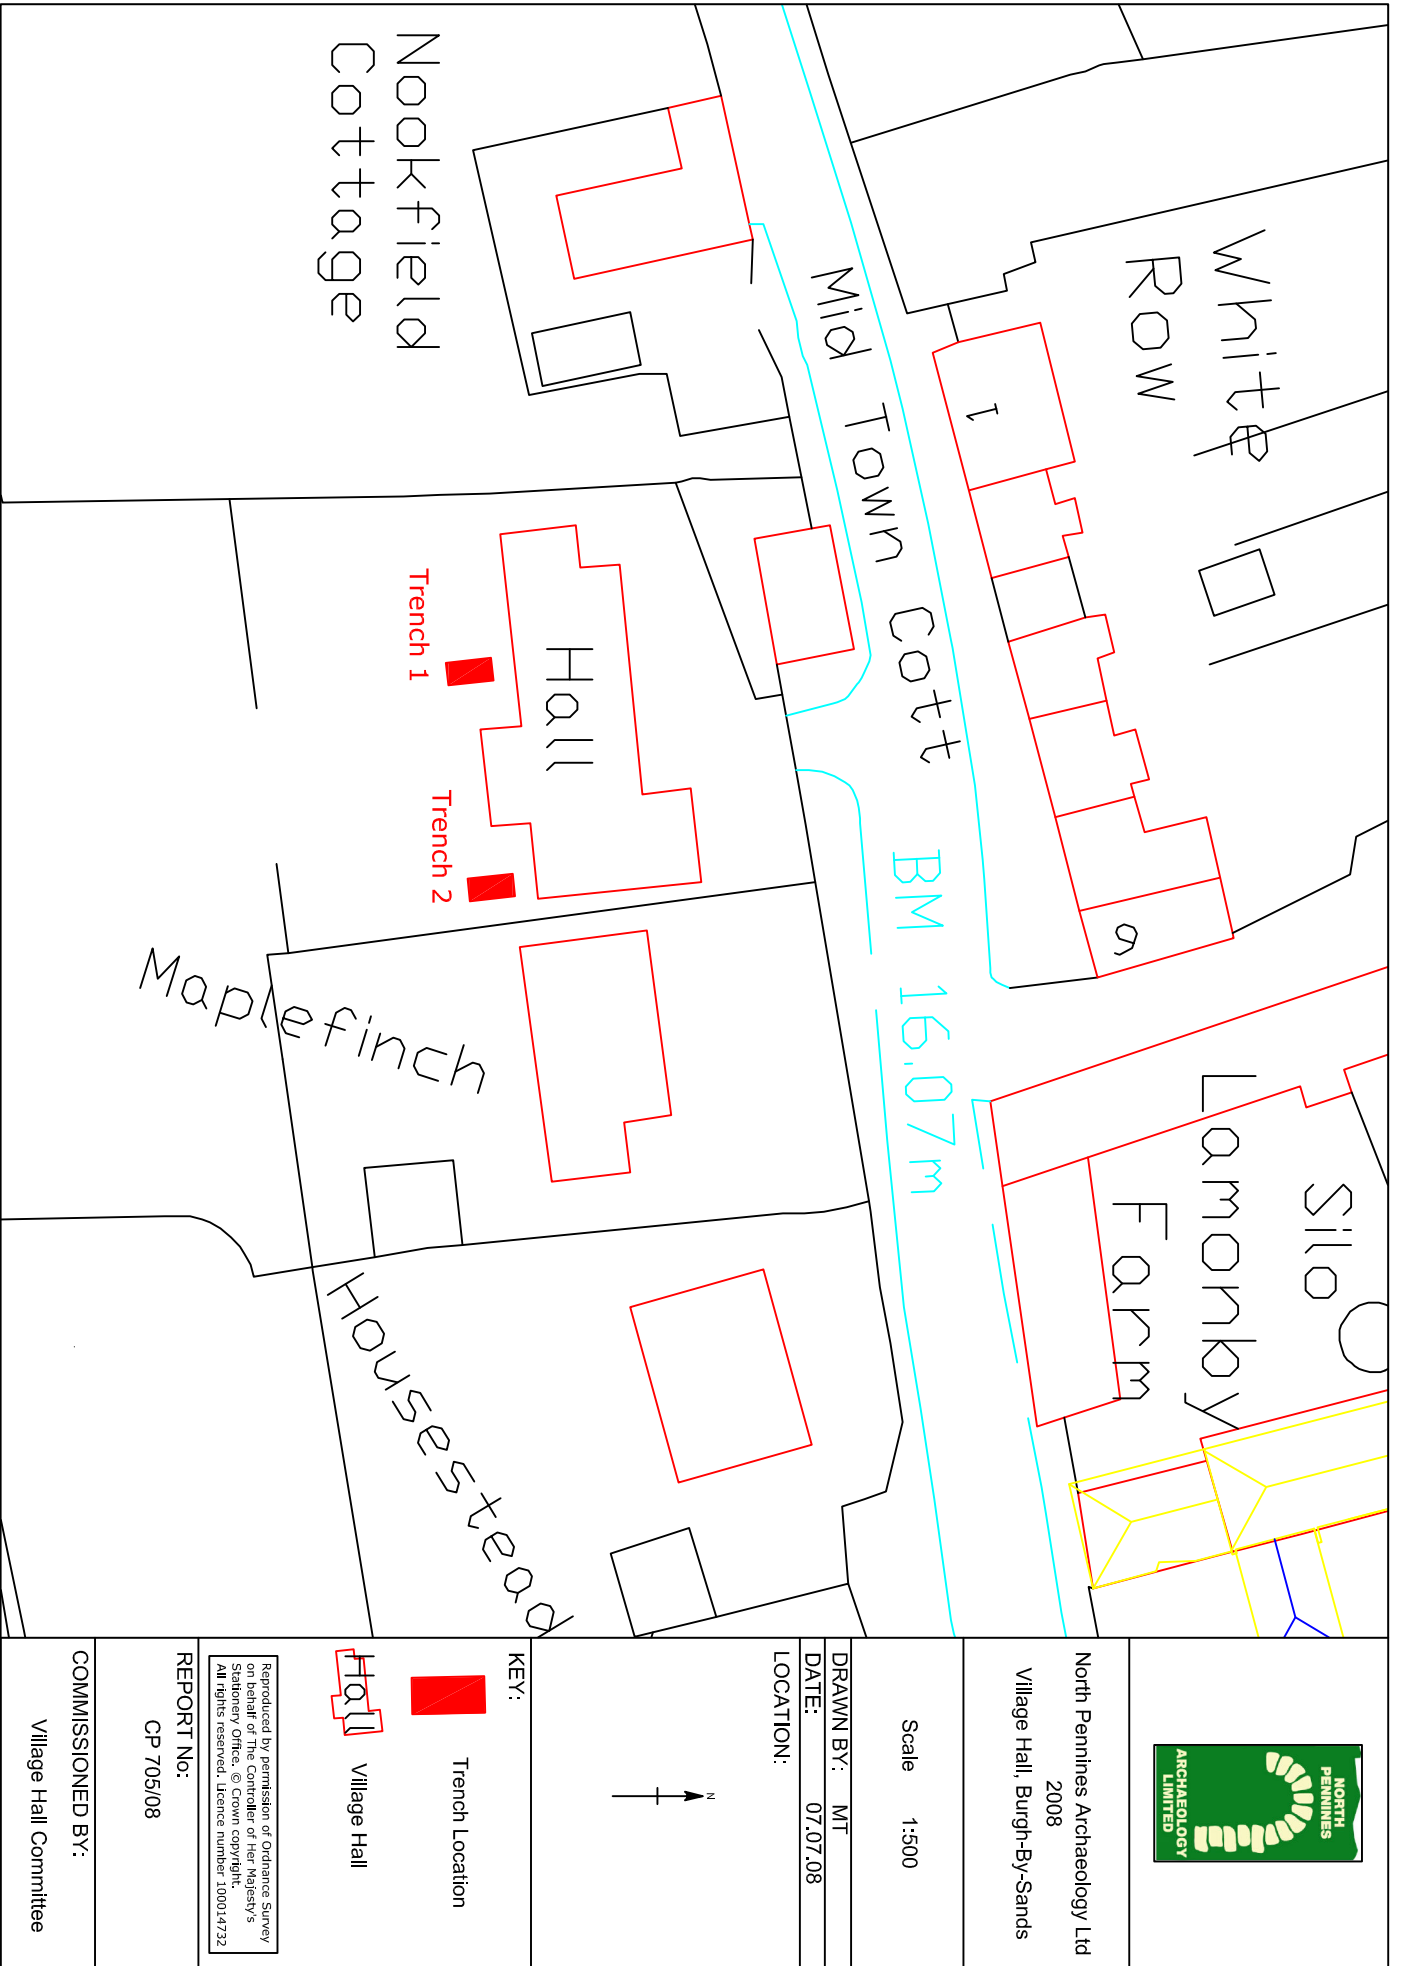 White
Row
1
9
Mid Town Cott
Nookfield
Cottage
Hall
Trench 1
Trench 2
BM 16.07m
Maplefinch
Housestead
Silo
Lamonby
Farm
NORTH
PENNINES
ARCHAEOLOGY
LIMITED
North Pennines Archaeology Ltd
2008
Village Hall, Burgh-By-Sands
Scale 1:500
DRAWN BY: MT
DATE: 07.07.08
LOCATION:
N
KEY:
Trench Location
Hall
Village Hall
Reproduced by permission of Ordnance Survey
on behalf of The Controller of Her Majesty's
Stationery Office. © Crown copyright.
All rights reserved. Licence number 100014732
REPORT No:
CP 705/08
COMMISSIONED BY:
Village Hall Committee